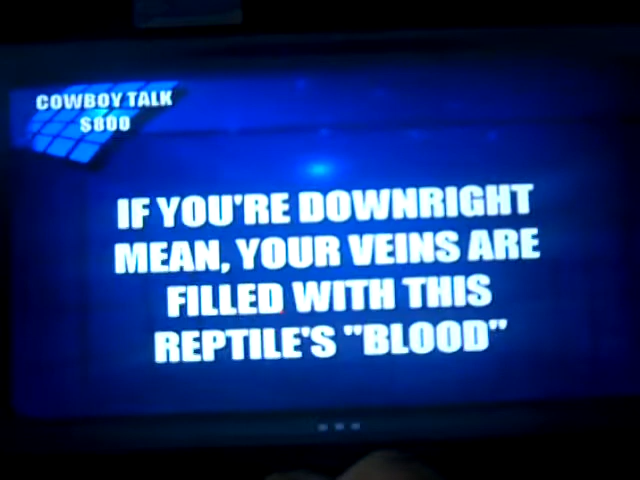 COWBOY TALK
$800
IF YOU'RE DOWNRIGHT
MEAN, YOUR VEINS ARE
FILLED WITH THIS
REPTILE'S "BLOOD"